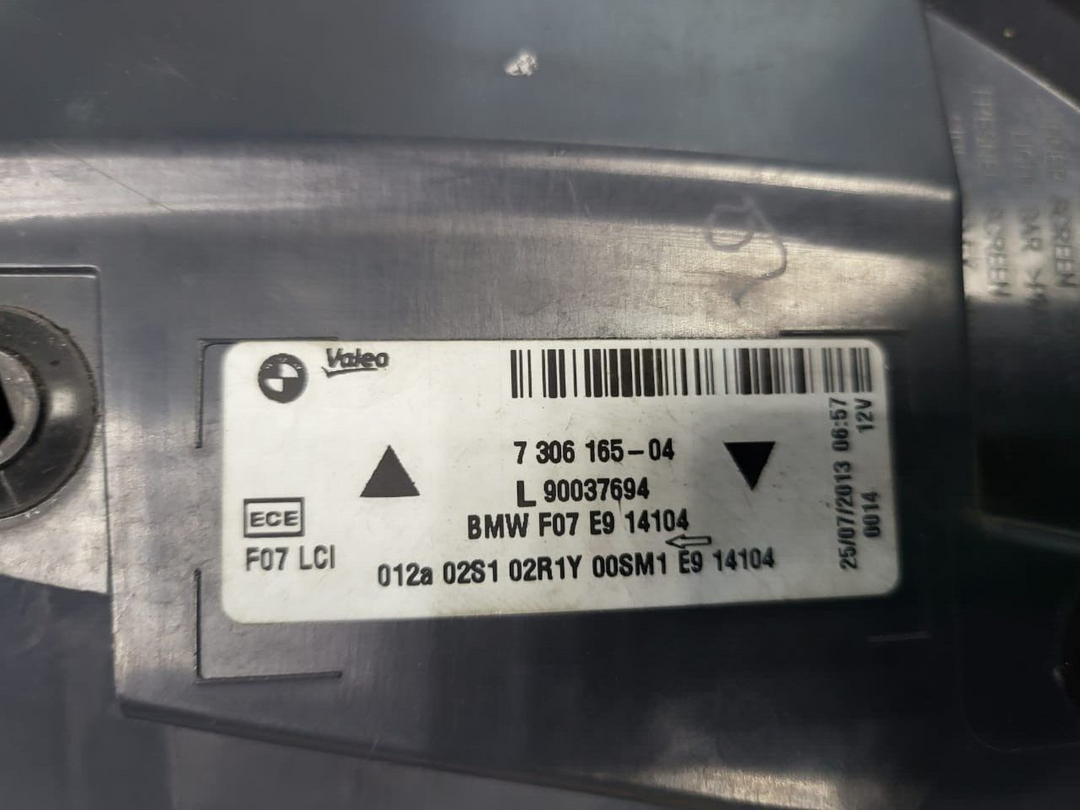 Valeo
7 306 165-04
L 90037694
BMW F07 E9 14104
ECE
F07 LCI
012a 02S1 02R1Y 00SM1 E9 14104
25/07/2013 06:57
0014 12V